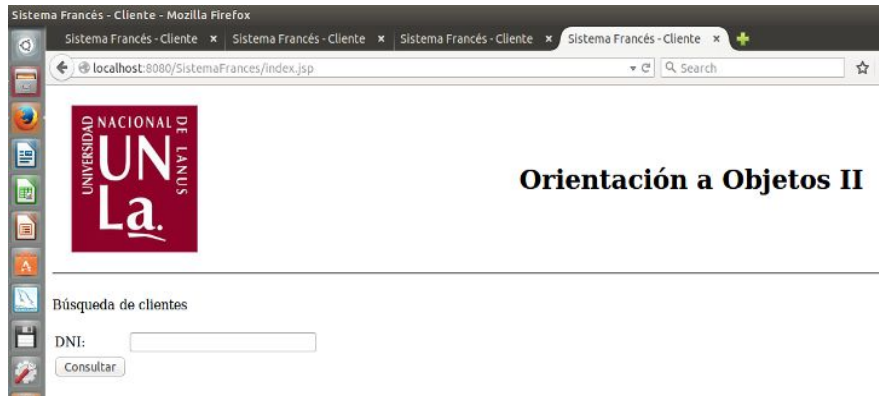 Sistema Francés - Cliente - Mozilla Firefox
Sistema Francés - Cliente × Sistema Francés - Cliente × Sistema Francés - Cliente × Sistema Francés - Cliente ×
localhost:8080/SistemaFrances/index.jsp Search
UNIVERSIDAD NACIONAL DE LANUS
UN
La.
Orientación a Objetos II
Búsqueda de clientes
DNI:
Consultar